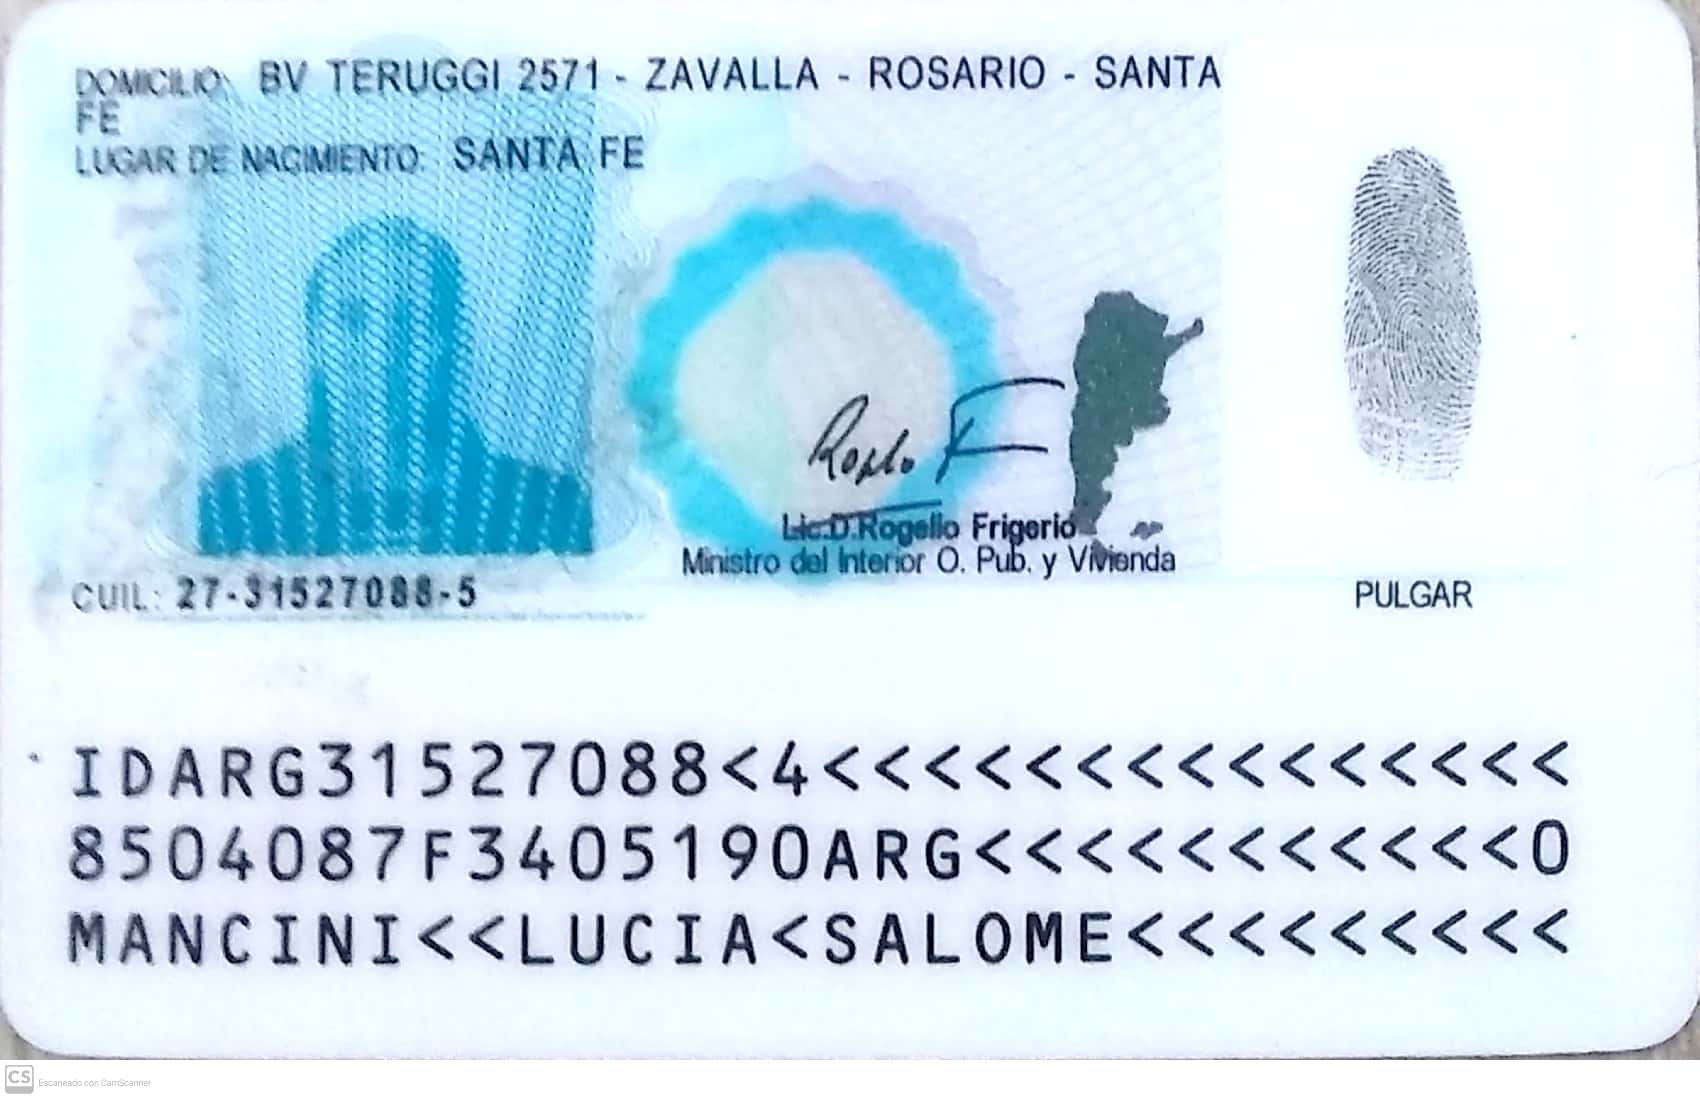 DOMICILIO: BV TERUGGI 2571 - ZAVALLA - ROSARIO - SANTA
FE
LUGAR DE NACIMIENTO: SANTA FE
Lic.D.Rogelio Frigerio
Ministro del Interior O. Pub. y Vivienda
CUIL: 27-31527088-5
PULGAR
IDARG31527088<4<<<<<<<<<<<<<<<
8504087F3405190ARG<<<<<<<<<<<0
MANCINI<<LUCIA<SALOME<<<<<<<<<
CS Escaneado con CamScanner